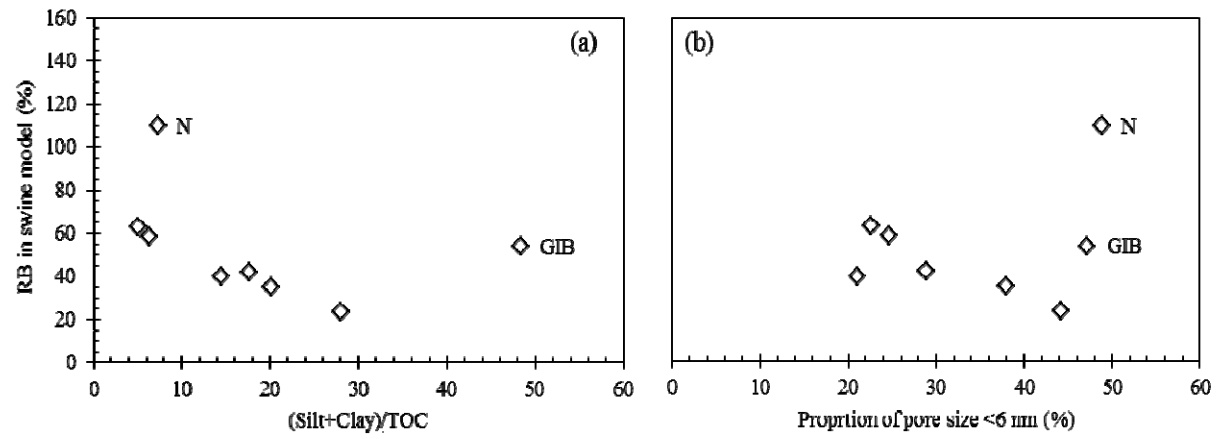 160
140
120
100
80
60
40
20
0
RB in swine model (%)
(a)
N
GIB
0 10 20 30 40 50 60
(Silt+Clay)/TOC
(b)
N
GIB
0 10 20 30 40 50 60
Proprtion of pore size <6 nm (%)